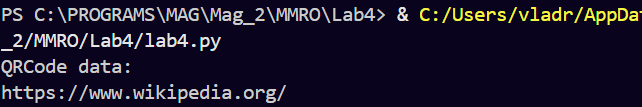 PS C:\PROGRAMS\MAG\Mag_2\MMRO\Lab4> & C:/Users/vladr/AppDat
_2/MMRO/Lab4/lab4.py
QRCode data:
https://www.wikipedia.org/